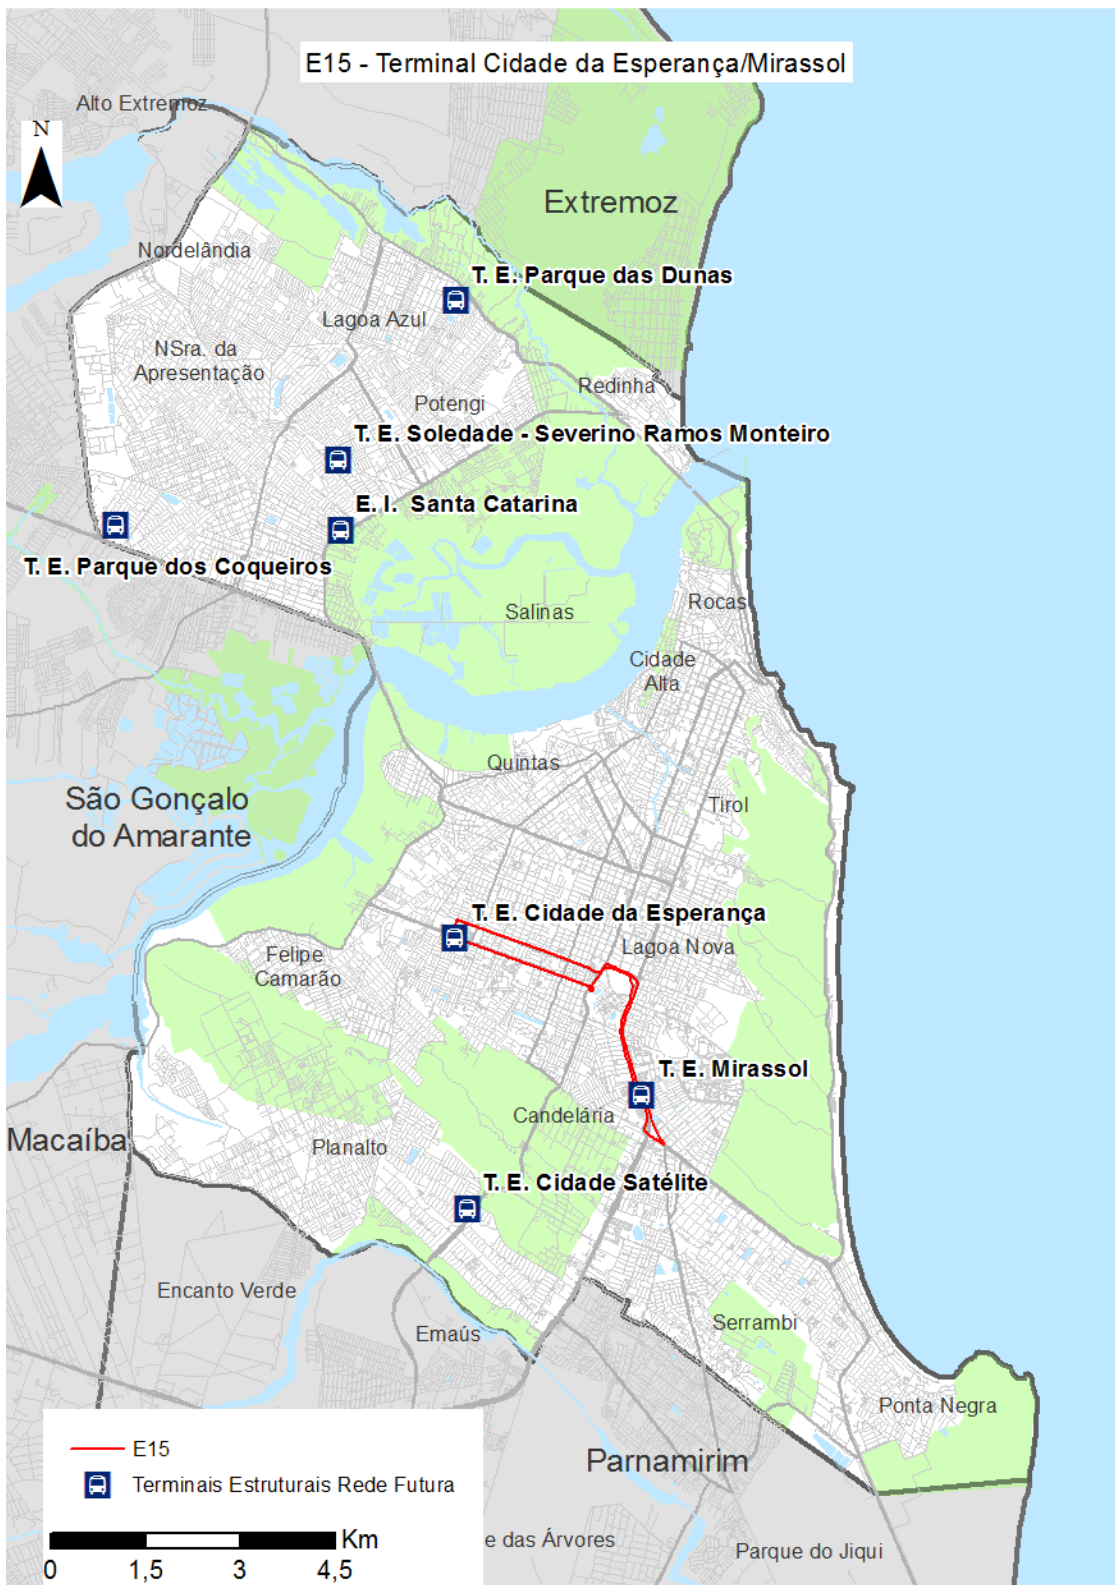 E15 - Terminal Cidade da Esperança/Mirassol
Alto Extremoz
N
Extremoz
Nordelândia
T. E. Parque das Dunas
Lagoa Azul
NSra. da
Apresentação
Redinha
Potengi
T. E. Soledade - Severino Ramos Monteiro
E. I. Santa Catarina
T. E. Parque dos Coqueiros
Rocas
Salinas
Cidade
Alta
Quintas
São Gonçalo
do Amarante
Tirol
T. E. Cidade da Esperança
Lagoa Nova
Felipe
Camarão
T. E. Mirassol
Candelária
Macaíba
Planalto
T. E. Cidade Satélite
Encanto Verde
Emaús
Serrambi
Ponta Negra
E15
Parnamirim
Terminais Estruturais Rede Futura
Km
0 1,5 3 4,5
e das Árvores
Parque do Jiqui